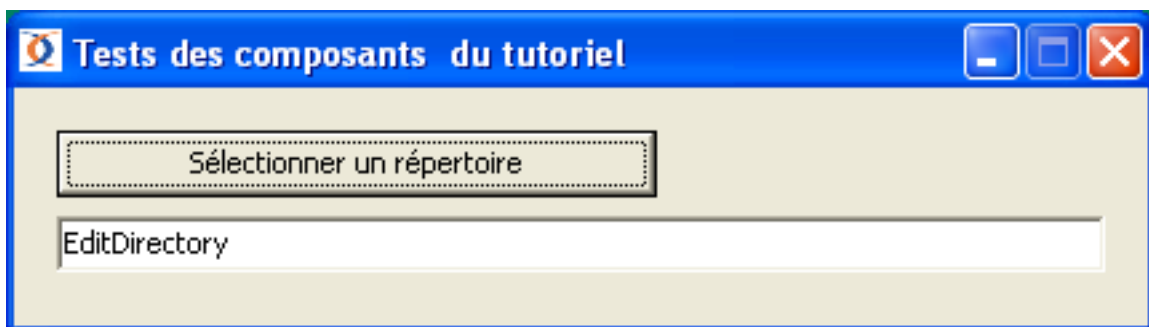 Tests des composants  du tutoriel
Sélectionner un répertoire
EditDirectory